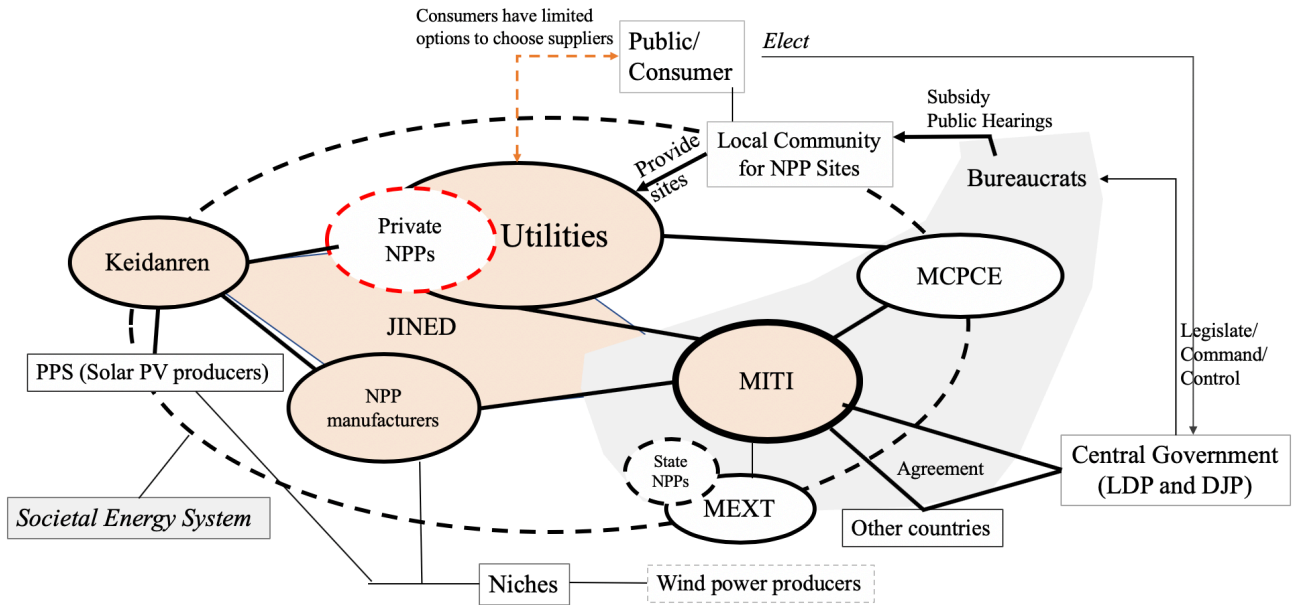 Consumers have limited
options to choose suppliers
Public/
Consumer
Elect
Subsidy
Public Hearings
Local Community
for NPP Sites
Provide
sites
Bureaucrats
Private
NPPs
Utilities
Keidanren
MCPCE
JINED
Legislate/
Command/
Control
PPS (Solar PV producers)
MITI
NPP
manufacturers
State
NPPs
Agreement
Central Government
(LDP and DJP)
MEXT
Societal Energy System
Other countries
Niches
Wind power producers